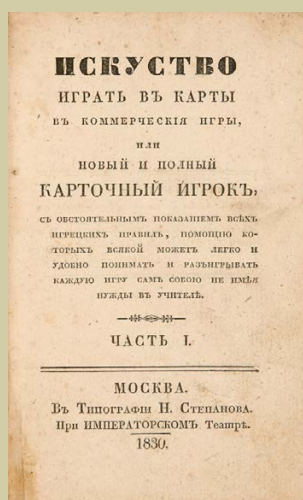 ИСКУСТВО
ИГРАТЬ ВЪ КАРТЫ
ВЪ КОММЕРЧЕСКІЯ ИГРЫ,
ИЛИ
НОВЫЙ И ПОЛНЫЙ
КАРТОЧНЫЙ ИГРОКЪ,
СЪ ОБСТОЯТЕЛЬНЫМЪ ПОКАЗАНІЕМЪ ВСѢХЪ
ИГРЕЦКИХЪ ПРАВИЛЪ, ПОМОЩІЮ КО-
ТОРЫХЪ ВСЯКОЙ МОЖЕТЪ ЛЕГКО И
УДОБНО ПОНИМАТЬ И РАЗЪИГРЫВАТЬ
КАЖДУЮ ИГРУ САМЪ СОБОЮ НЕ ИМѢЯ
НУЖДЫ ВЪ УЧИТЕЛѢ.
ЧАСТЬ I.
МОСКВА.
Въ Типографіи Н. Степанова.
При ИМПЕРАТОРСКОМЪ Театрѣ.
1830.